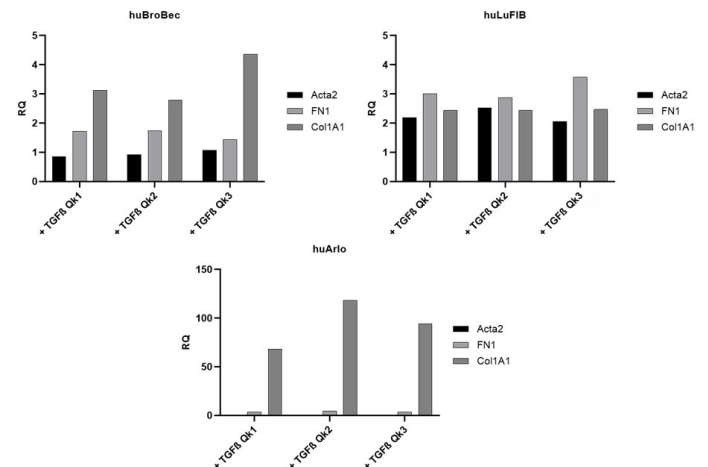 huBroBec
5
4
3
2
1
0
RQ
+ TGFß Qk1
+ TGFß Qk2
+ TGFß Qk3
Acta2
FN1
Col1A1
huLuFIB
5
4
3
2
1
0
RQ
+ TGFß Qk1
+ TGFß Qk2
+ TGFß Qk3
Acta2
FN1
Col1A1
huArlo
150
100
50
0
RQ
+ TGFß Qk1
+ TGFß Qk2
+ TGFß Qk3
Acta2
FN1
Col1A1